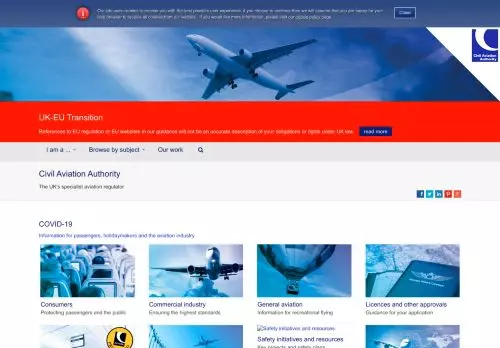 Our site uses cookies to provide you with the best possible user experience, if you choose to continue then we will assume that you are happy for your
web browser to receive all cookies from our website. If you would like more information, please visit our cookie policy page.
Close
Civil Aviation
Authority
UK-EU Transition
References to EU regulation or EU websites in our guidance will not be an accurate description of your obligations or rights under UK law.
read more
I am a ...
Browse by subject
Our work
Civil Aviation Authority
The UK's specialist aviation regulator
COVID-19
Information for passengers, holidaymakers and the aviation industry
Consumers
Protecting passengers and the public
Commercial industry
Ensuring the highest standards
General aviation
Information for recreational flying
Licences and other approvals
Guidance for your application
Safety initiatives and resources
Safety initiatives and resources
Key projects and safety plans